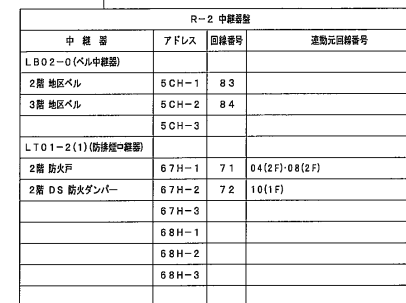 R-2 中継器盤
中継器 アドレス 回線番号 連動元回線番号
LB02-0(ベル中継器)
2階 地区ベル 5CH-1 83
3階 地区ベル 5CH-2 84
5CH-3
LT01-2(1)(防排煙中継器)
2階 防火戸 67H-1 71 04(2F)·08(2F)
2階 DS 防火ダンパー 67H-2 72 10(1F)
67H-3
68H-1
68H-2
68H-3